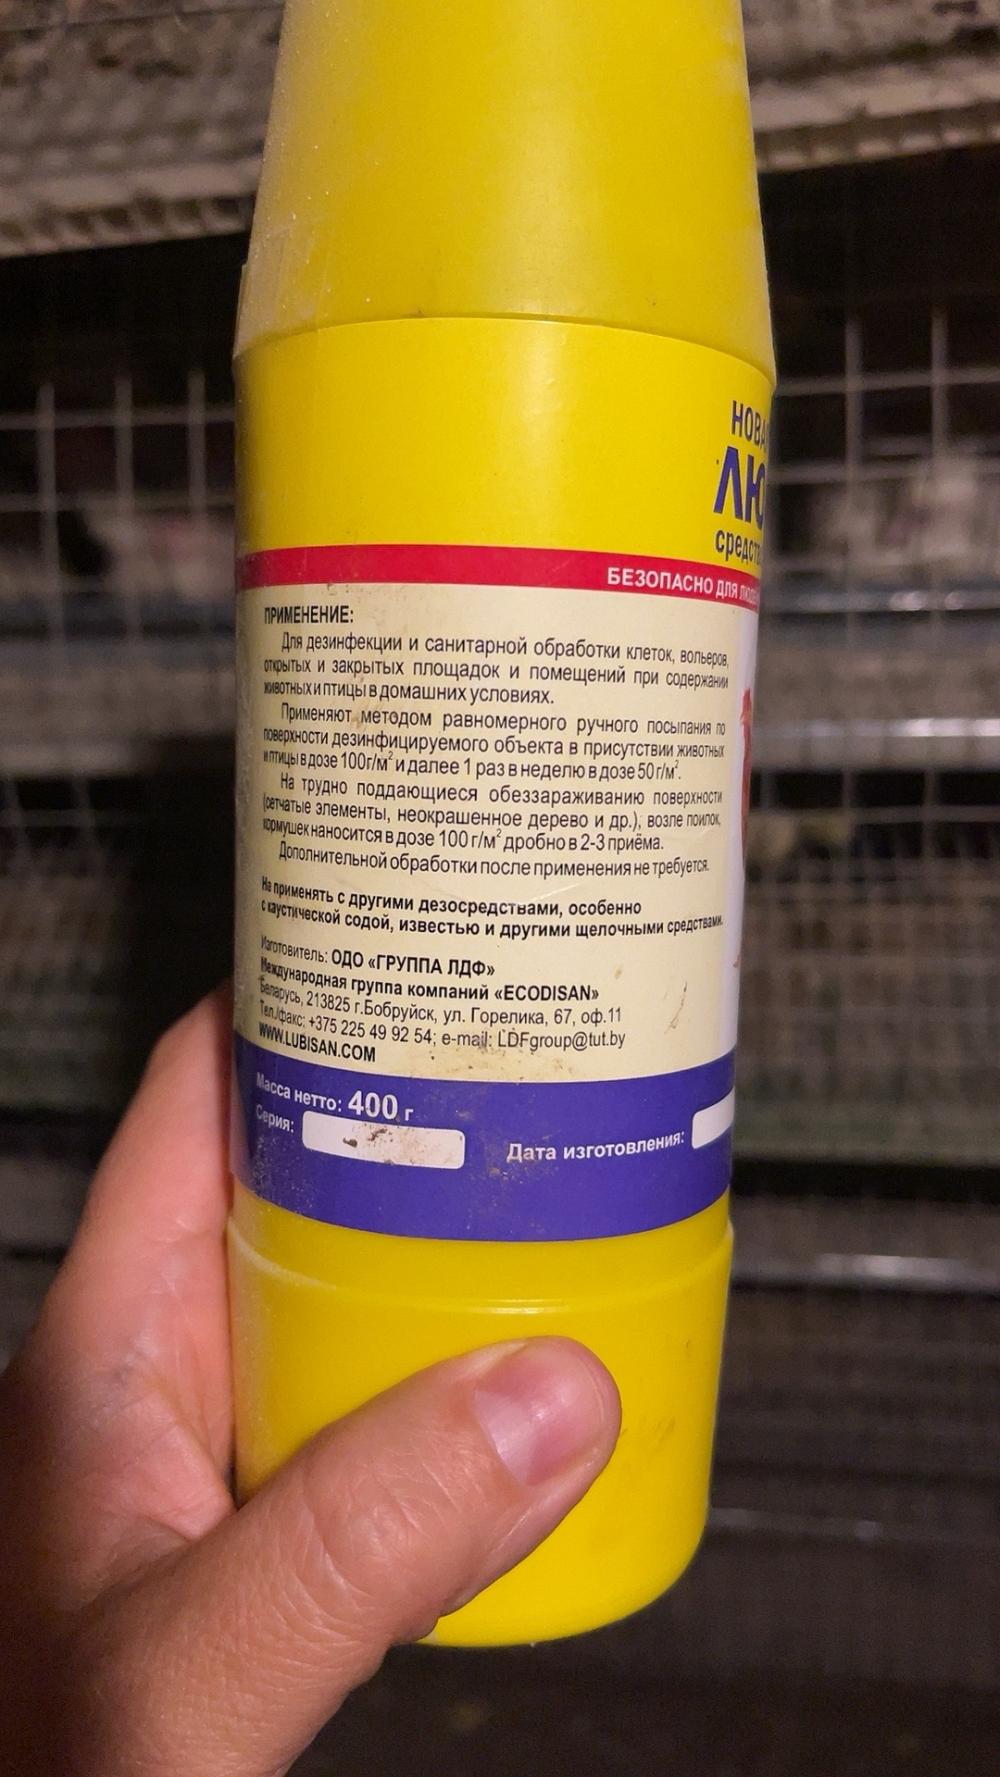 НОВА
ЛЮ
средств
БЕЗОПАСНО ДЛЯ
ПРИМЕНЕНИЕ:
Для дезинфекции и санитарной обработки клеток, вольеров,
открытых и закрытых площадок и помещений при содержании
животных и птицы в домашних условиях.
Применяют методом равномерного ручного посыпания по
поверхности дезинфицируемого объекта в присутствии животных
и птицы в дозе 100г/м² и далее 1 раз в неделю в дозе 50 г/м².
На трудно поддающиеся обеззараживанию поверхности
(сетчатые элементы, неокрашенное дерево и др.), возле поилок,
кормушек наносится в дозе 100 г/м² дробно в 2-3 приёма.
Дополнительной обработки после применения не требуется.
Не применять с другими дезосредствами, особенно
с каустической содой, известью и другими щелочными средствами.
Изготовитель: ОДО «ГРУППА ЛДФ»
Международная группа компаний «ECODISAN»
Беларусь, 213825 г.Бобруйск, ул. Горелика, 67, оф.11
Тел./факс: +375 225 49 92 54; e-mail: LDFgroup@tut.by
WWW.LUBISAN.COM
Масса нетто: 400 г
Серия:
Дата изготовления: